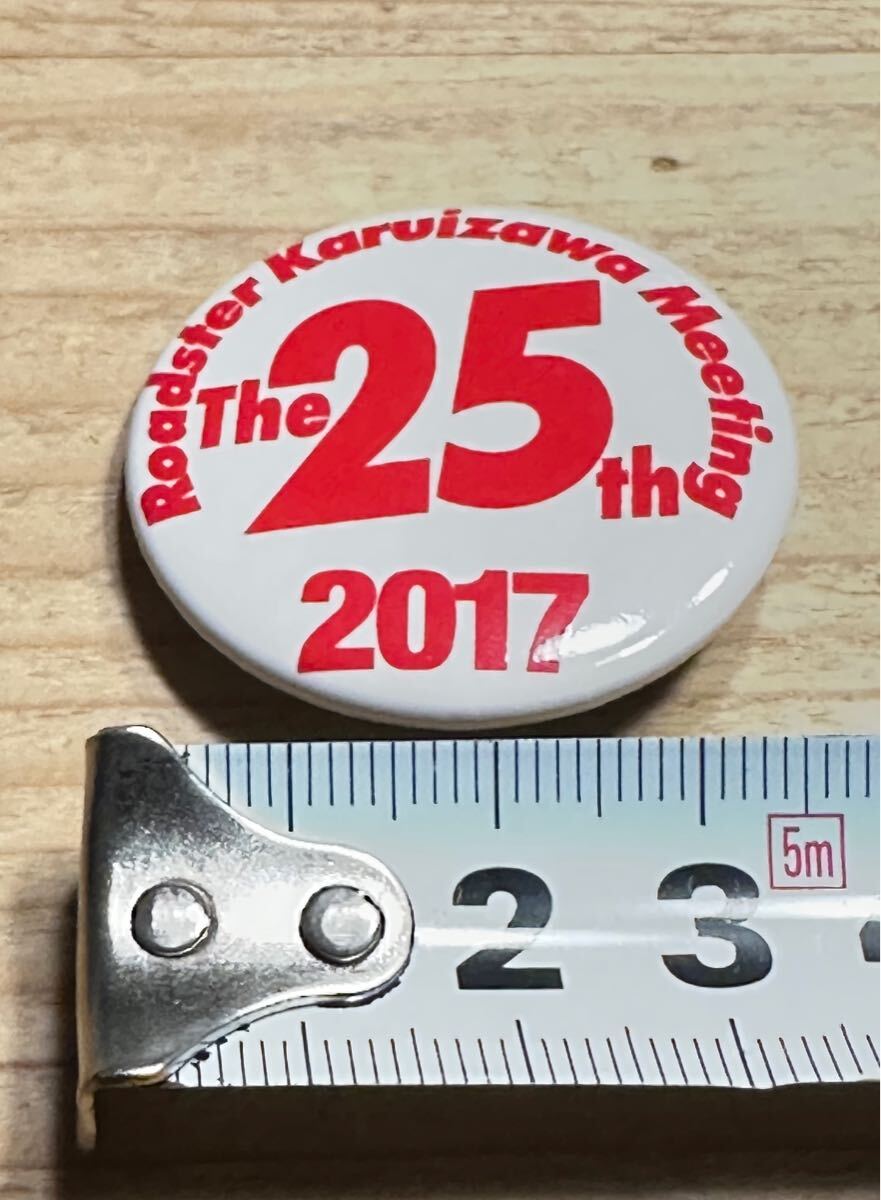 Roadster Karuizawa Meeting
The 25th
2017
5m
2 3